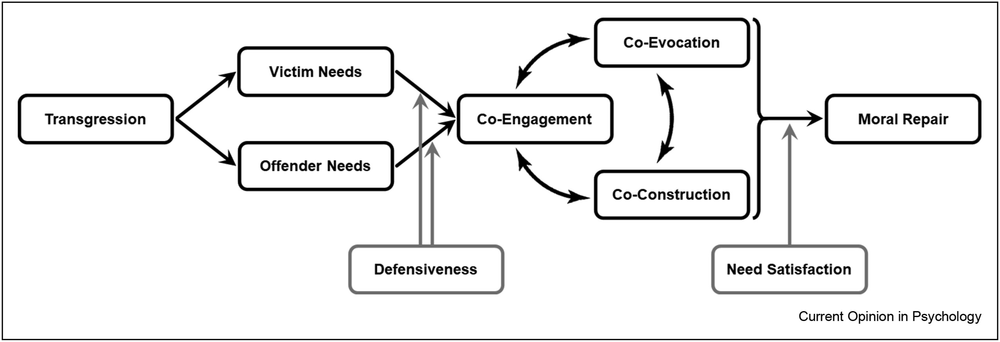 Co-Evocation
Victim Needs
Transgression
Co-Engagement
Moral Repair
Offender Needs
Co-Construction
Defensiveness
Need Satisfaction
Current Opinion in Psychology